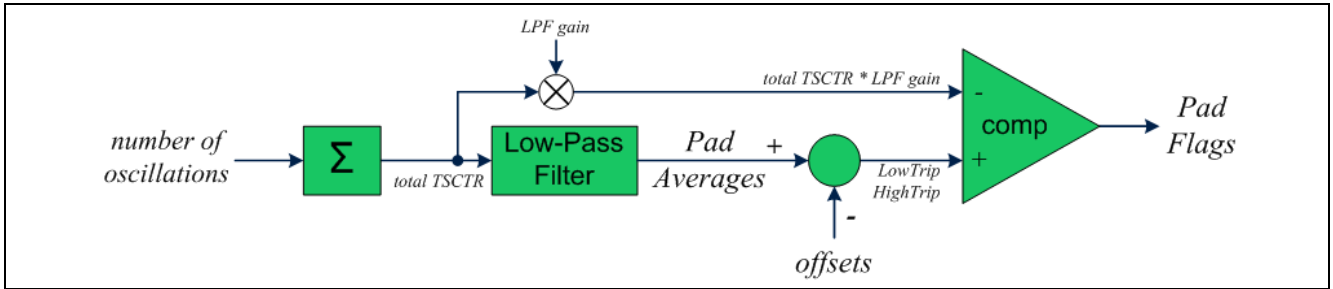 LPF gain
total TSCTR * LPF gain
number of
oscillations
Σ
total TSCTR
Low-Pass
Filter
Pad
Averages
+
-
offsets
LowTrip
HighTrip
-
comp
+
Pad
Flags